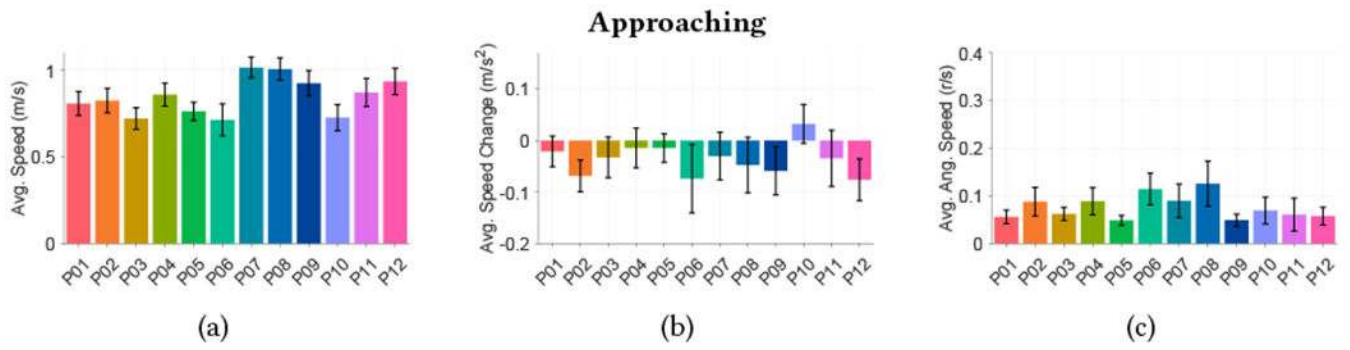 Approaching
Avg. Speed (m/s)
1
0.5
0
P01 P02 P03 P04 P05 P06 P07 P08 P09 P10 P11 P12
(a)
Avg. Speed Change (m/s²)
0.1
0
-0.1
-0.2
P01 P02 P03 P04 P05 P06 P07 P08 P09 P10 P11 P12
(b)
Avg. Ang. Speed (r/s)
0.4
0.3
0.2
0.1
0
P01 P02 P03 P04 P05 P06 P07 P08 P09 P10 P11 P12
(c)